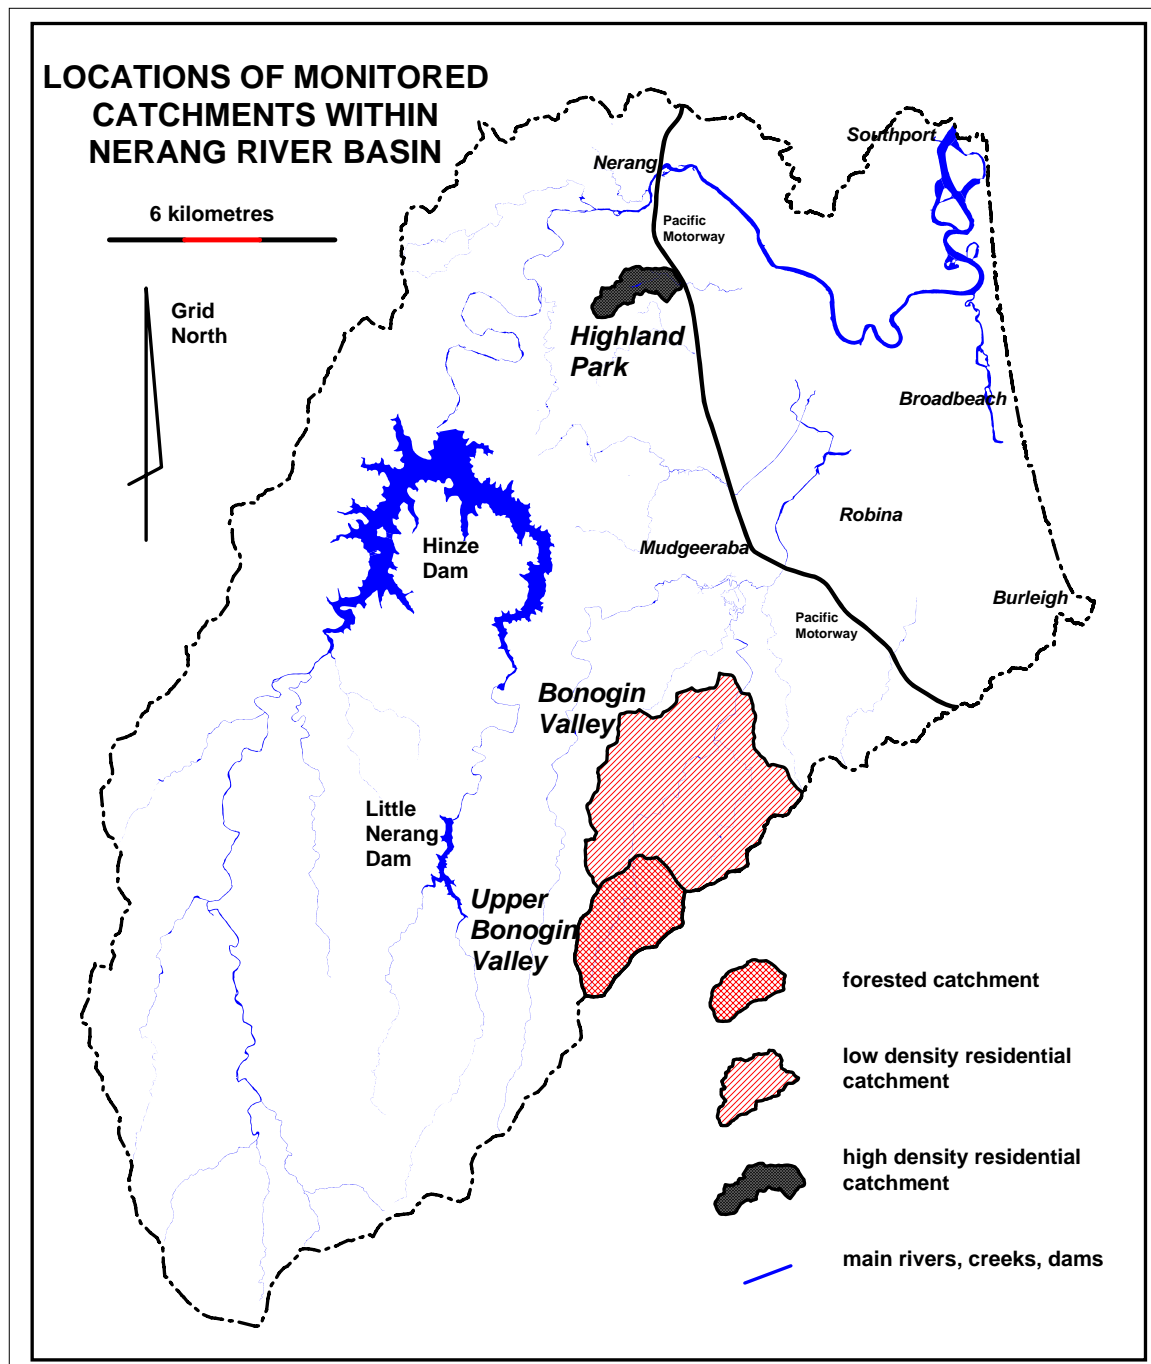 LOCATIONS OF MONITORED
CATCHMENTS WITHIN
NERANG RIVER BASIN
6 kilometres
Grid
North
Southport
Nerang
Pacific
Motorway
Highland
Park
Broadbeach
Robina
Hinze
Dam
Mudgeeraba
Burleigh
Pacific
Motorway
Bonogin
Valley
Little
Nerang
Dam
Upper
Bonogin
Valley
forested catchment
low density residential
catchment
high density residential
catchment
main rivers, creeks, dams